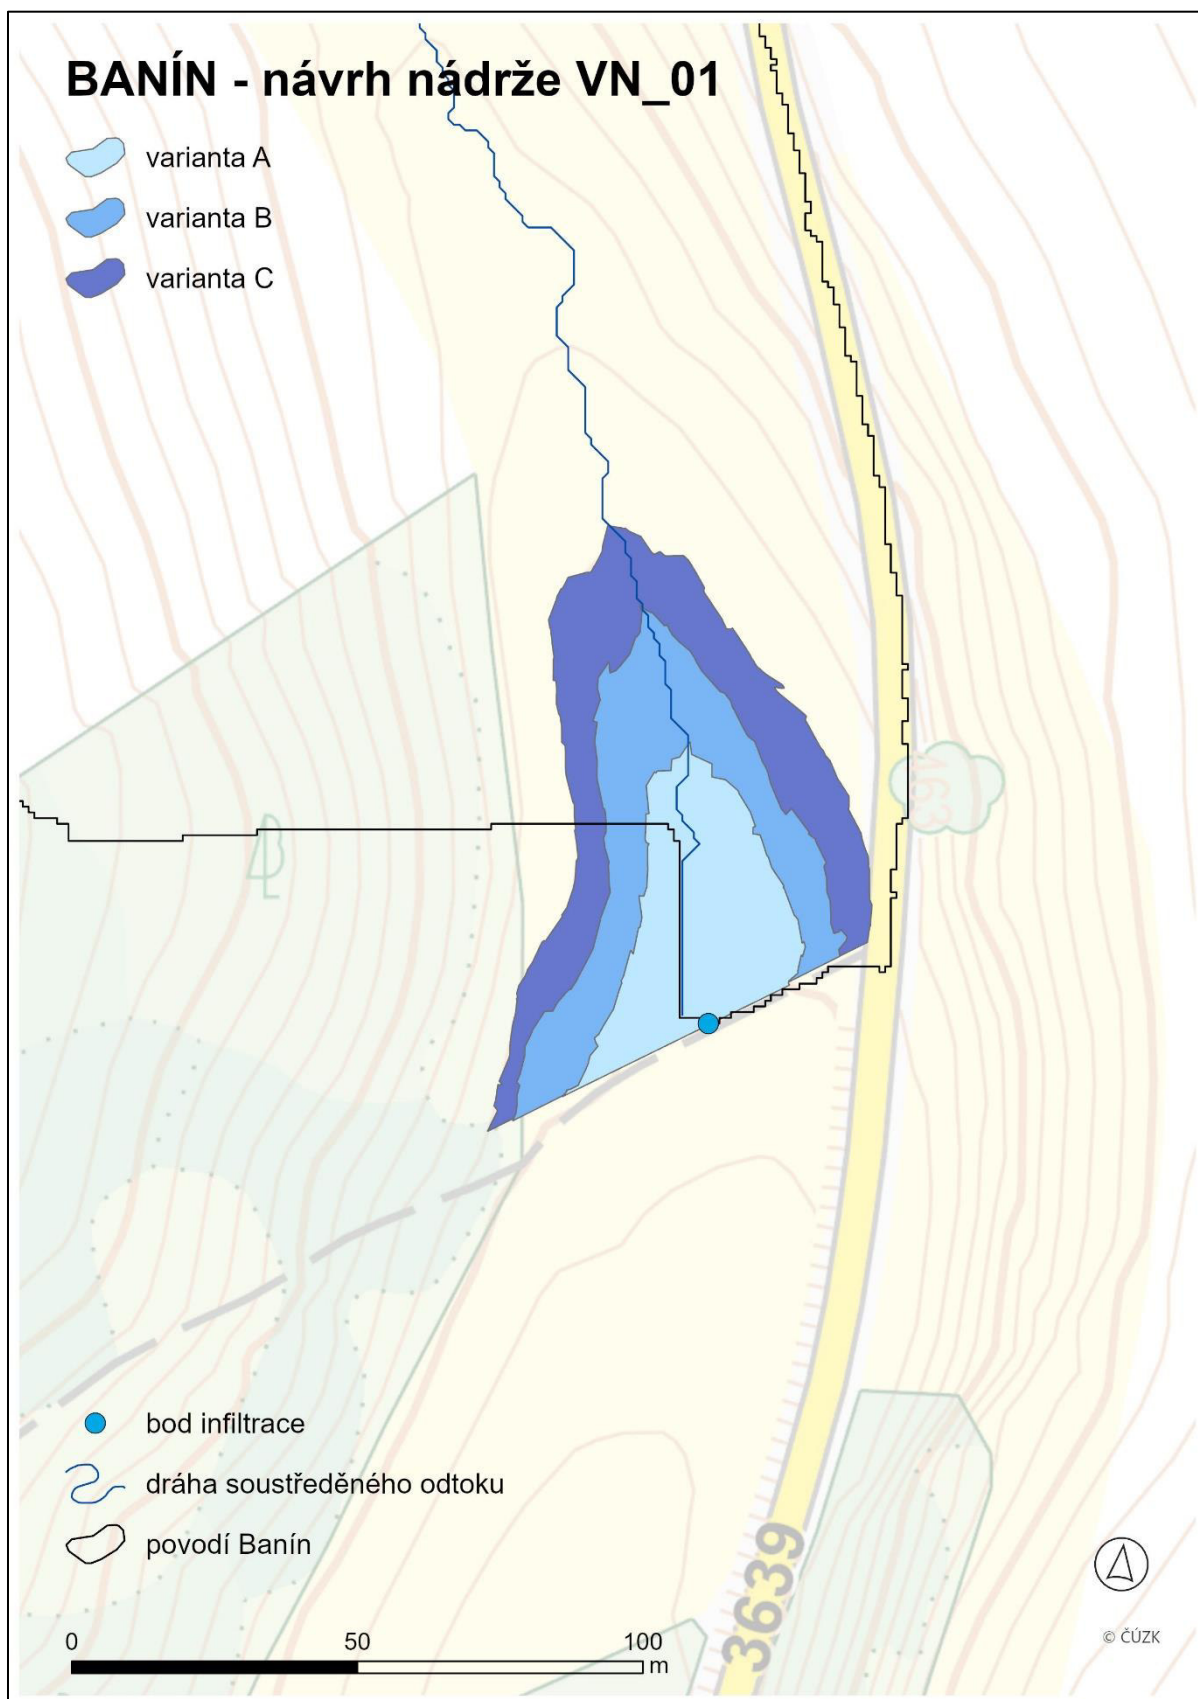 BANÍN - návrh nádrže VN_01
varianta A
varianta B
varianta C
163
bod infiltrace
dráha soustředěného odtoku
povodí Banín
3639
0 50 100
m
© ČÚZK